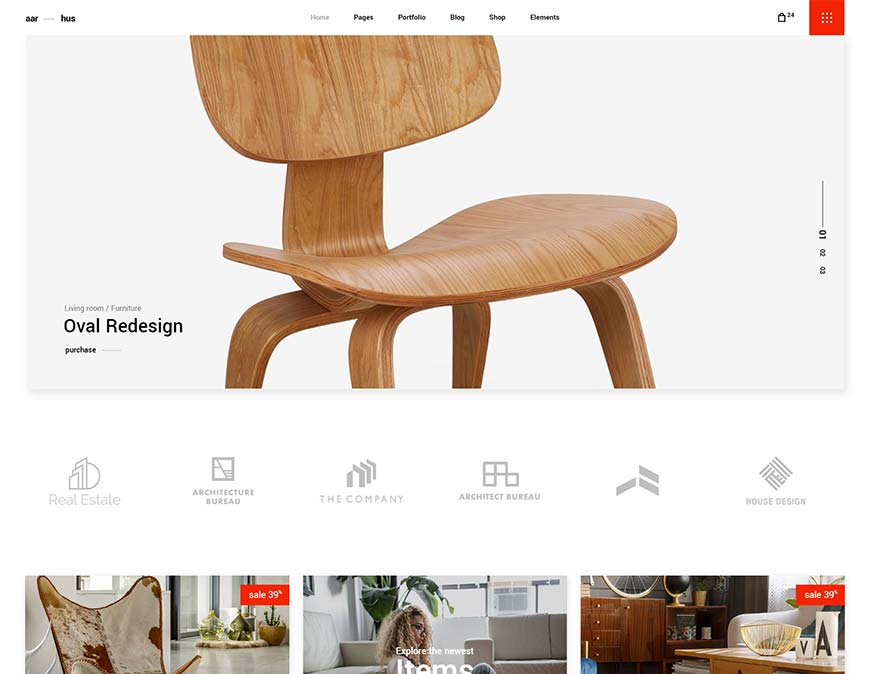 aar — hus
Home Pages Portfolio Blog Shop Elements
24
01
02
03
Living room / Furniture
Oval Redesign
purchase
Real Estate
ARCHITECTURE
BUREAU
THE COMPANY
ARCHITECT BUREAU
HOUSE DESIGN
sale 39%
Explore the newest
Items
sale 39%
V A